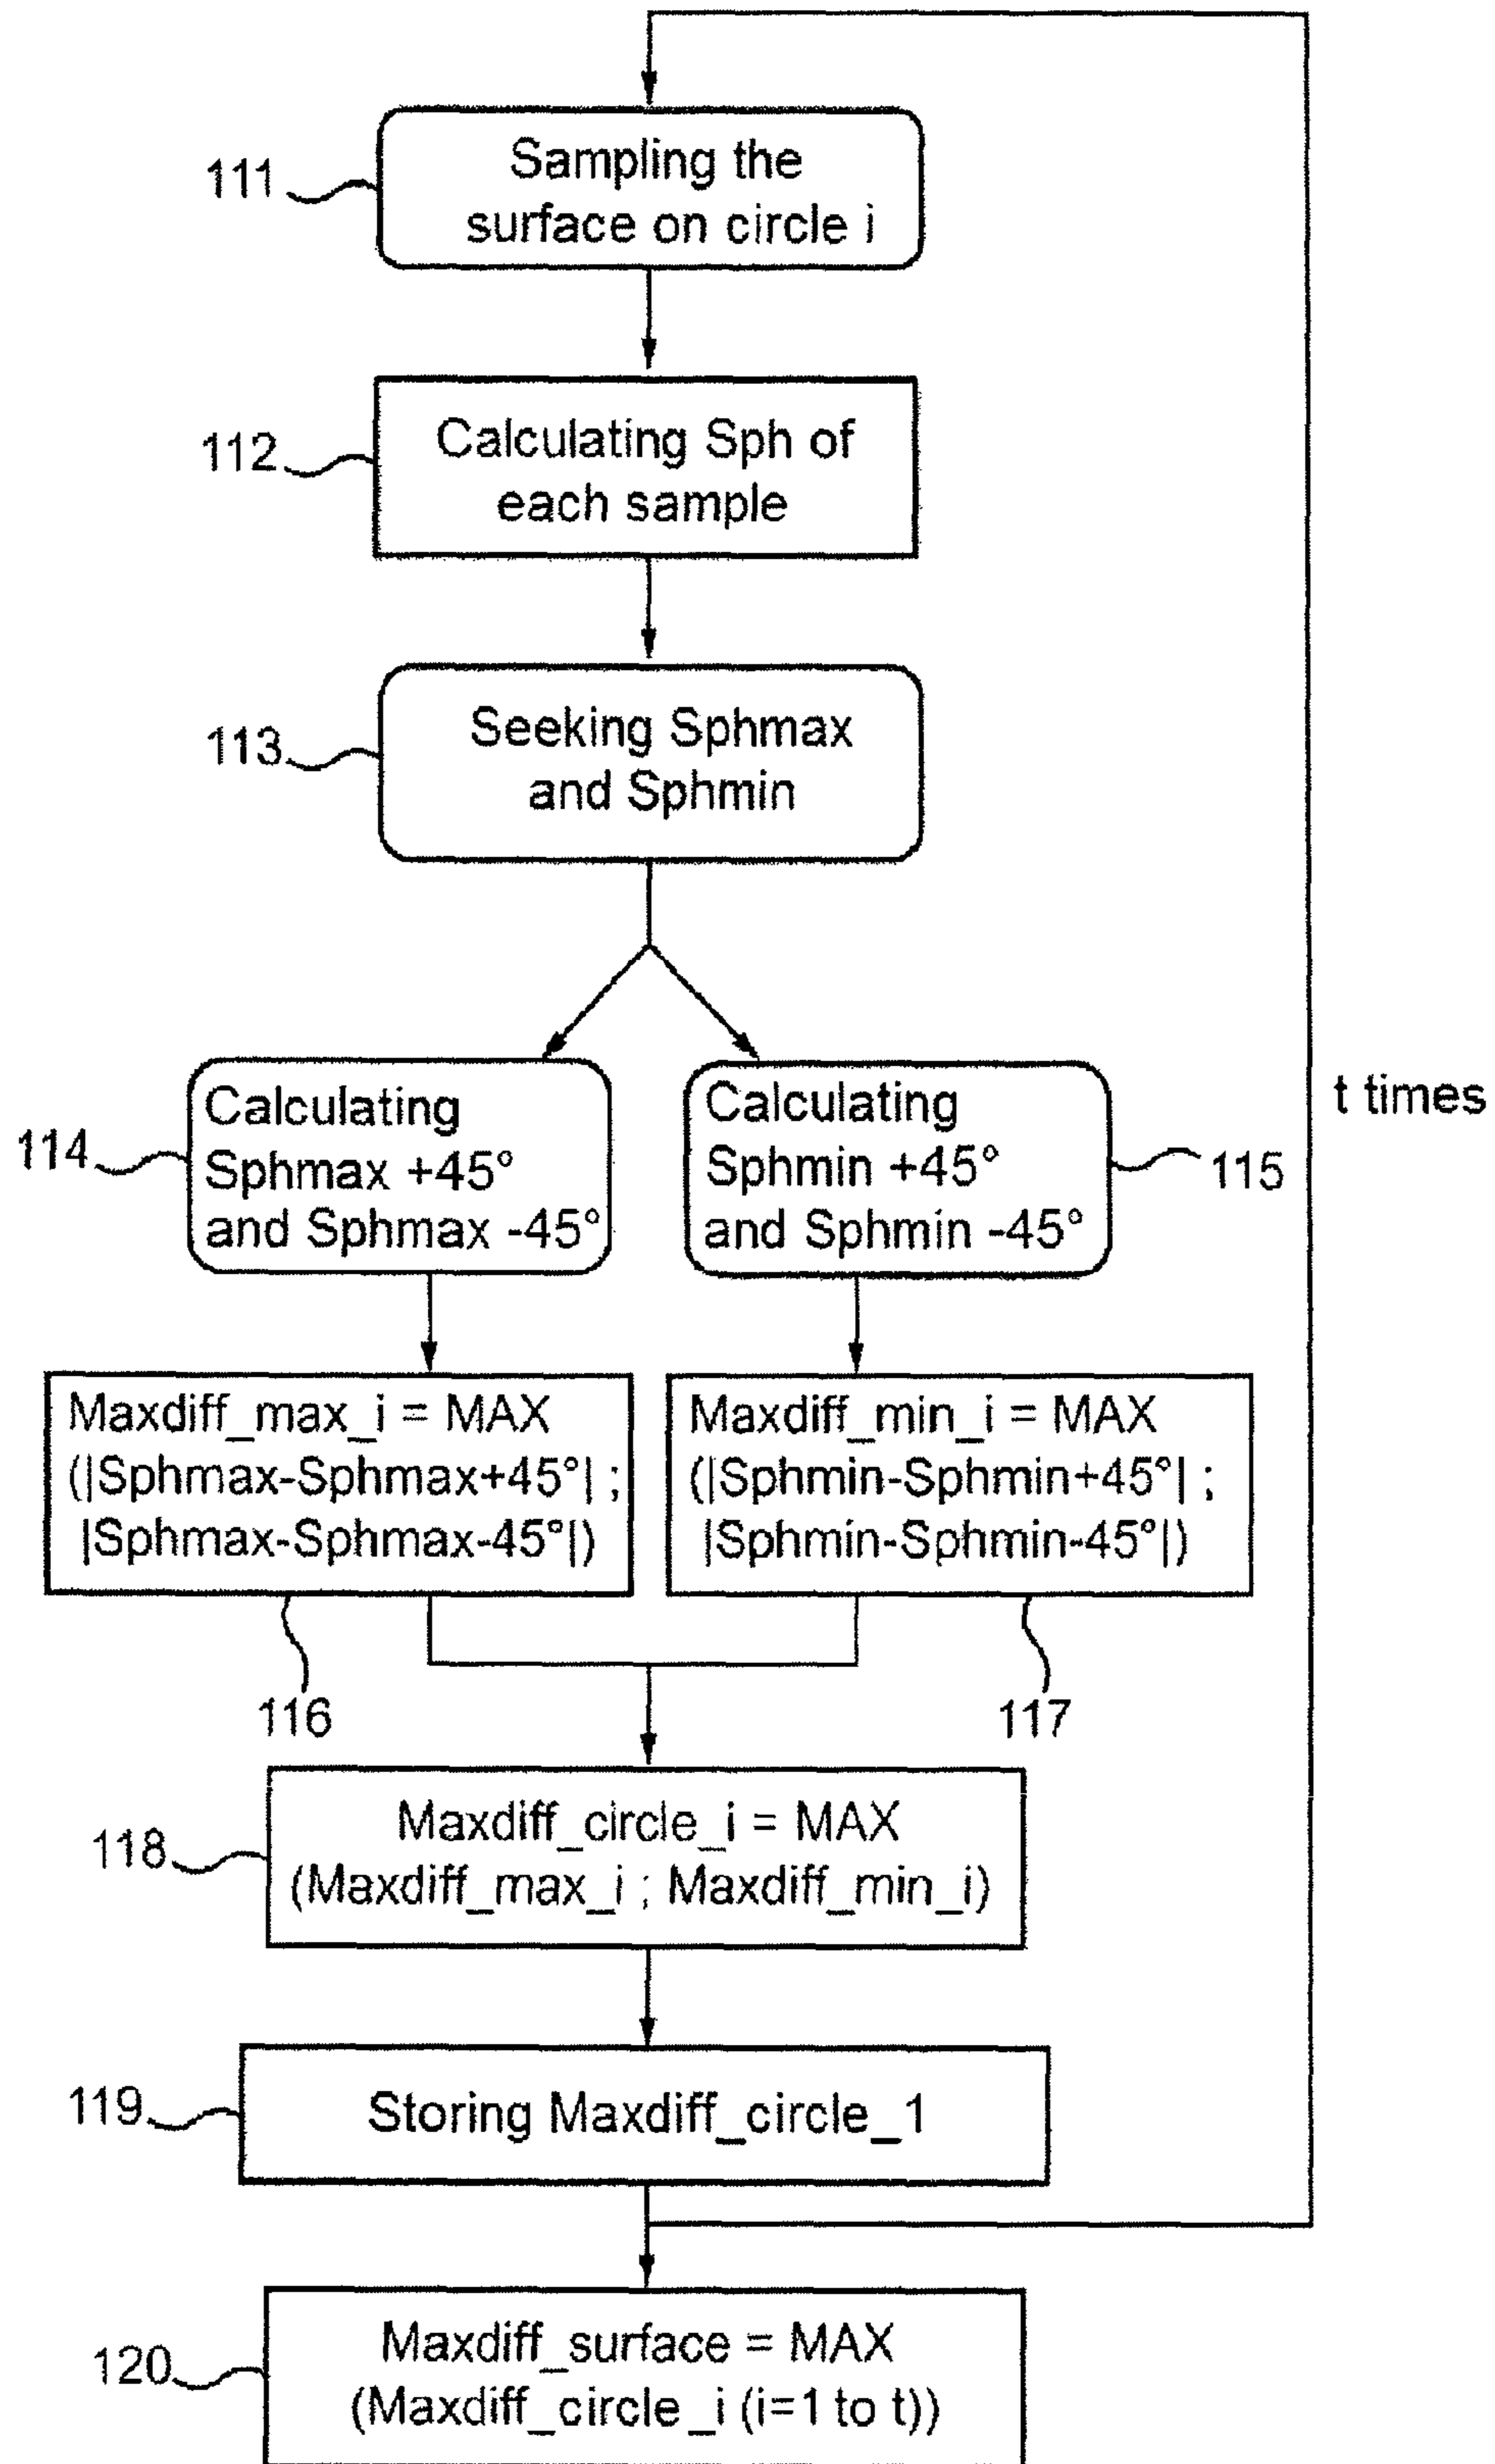 111
Sampling the
surface on circle i
112
Calculating Sph of
each sample
113
Seeking Sphmax
and Sphmin
114
Calculating
Sphmax +45°
and Sphmax -45°
Calculating
Sphmin +45°
and Sphmin -45°
115
t times
Maxdiff_max_i = MAX
(|Sphmax-Sphmax+45°| ;
|Sphmax-Sphmax-45°|)
116
Maxdiff_min_i = MAX
(|Sphmin-Sphmin+45°| ;
|Sphmin-Sphmin-45°|)
117
118
Maxdiff_circle_i = MAX
(Maxdiff_max_i ; Maxdiff_min_i)
119
Storing Maxdiff_circle_1
120
Maxdiff_surface = MAX
(Maxdiff_circle_i (i=1 to t))